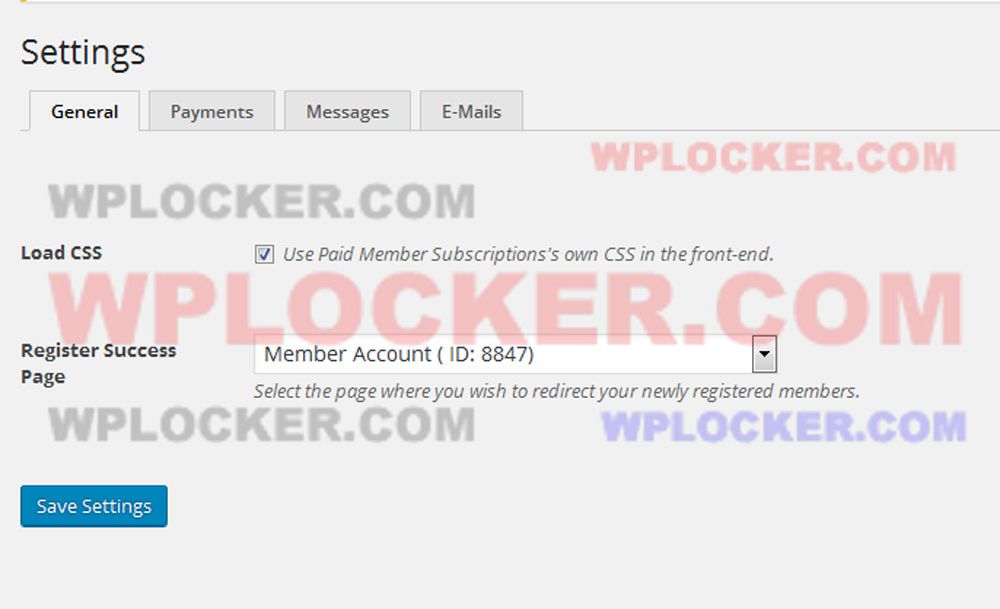 Settings
General Payments Messages E-Mails
WPLOCKER.COM
WPLOCKER.COM
Load CSS Use Paid Member Subscriptions's own CSS in the front-end.
WPLOCKER.COM
Register Success Page Member Account ( ID: 8847)
Select the page where you wish to redirect your newly registered members.
WPLOCKER.COM WPLOCKER.COM
Save Settings